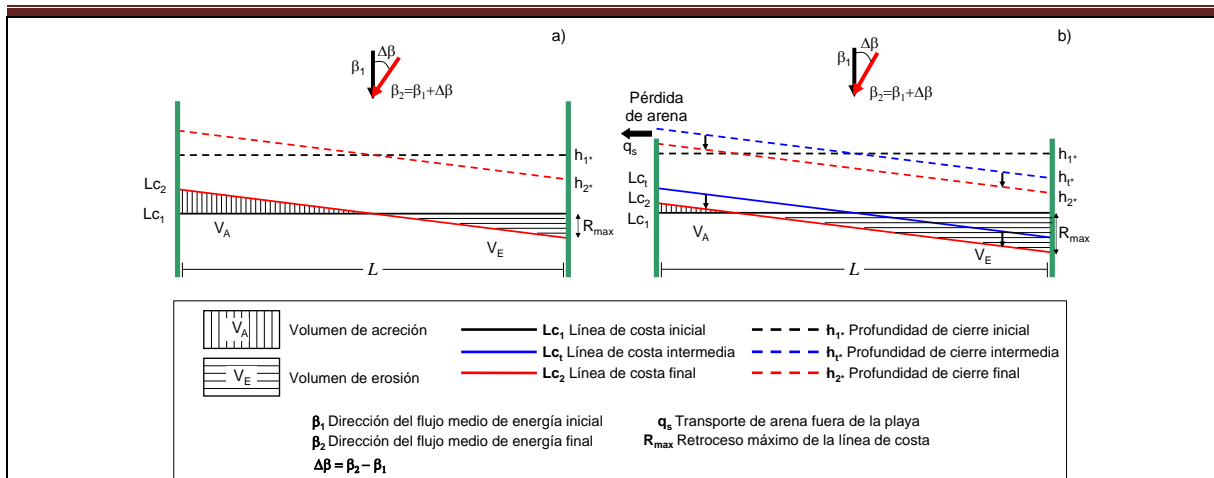 a)
Δβ
β1
β2=β1+Δβ
h1*
Lc2
h2*
Lc1
Rmax
VA
VE
L
b)
Δβ
β1
β2=β1+Δβ
Pérdida
de arena
qs
h1*
Lct
ht*
Lc2
h2*
Lc1
Rmax
VA
VE
L
VA Volumen de acreción
Lc1 Línea de costa inicial
h1* Profundidad de cierre inicial
Lct Línea de costa intermedia
ht* Profundidad de cierre intermedia
VE Volumen de erosión
Lc2 Línea de costa final
h2* Profundidad de cierre final
β1 Dirección del flujo medio de energía inicial
qs Transporte de arena fuera de la playa
β2 Dirección del flujo medio de energía final
Rmax Retroceso máximo de la línea de costa
Δβ = β2 − β1